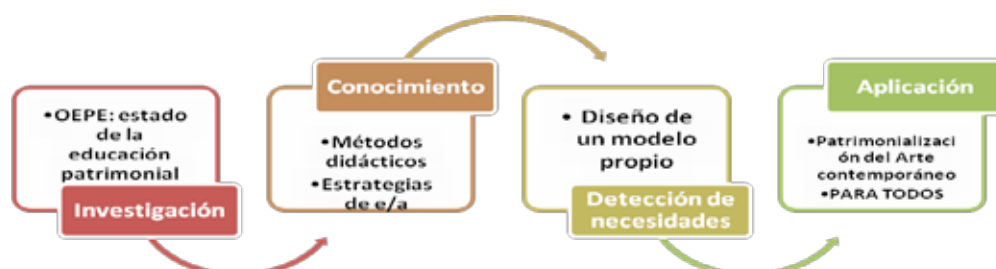 •OEPE: estado
de la
educación
patrimonial
Investigación
Conocimiento
•Métodos
didácticos
•Estrategias
de e/a
• Diseño de
un modelo
propio
Detección de
necesidades
Aplicación
•Patrimonializaci
ón del Arte
contemporáneo
•PARA TODOS